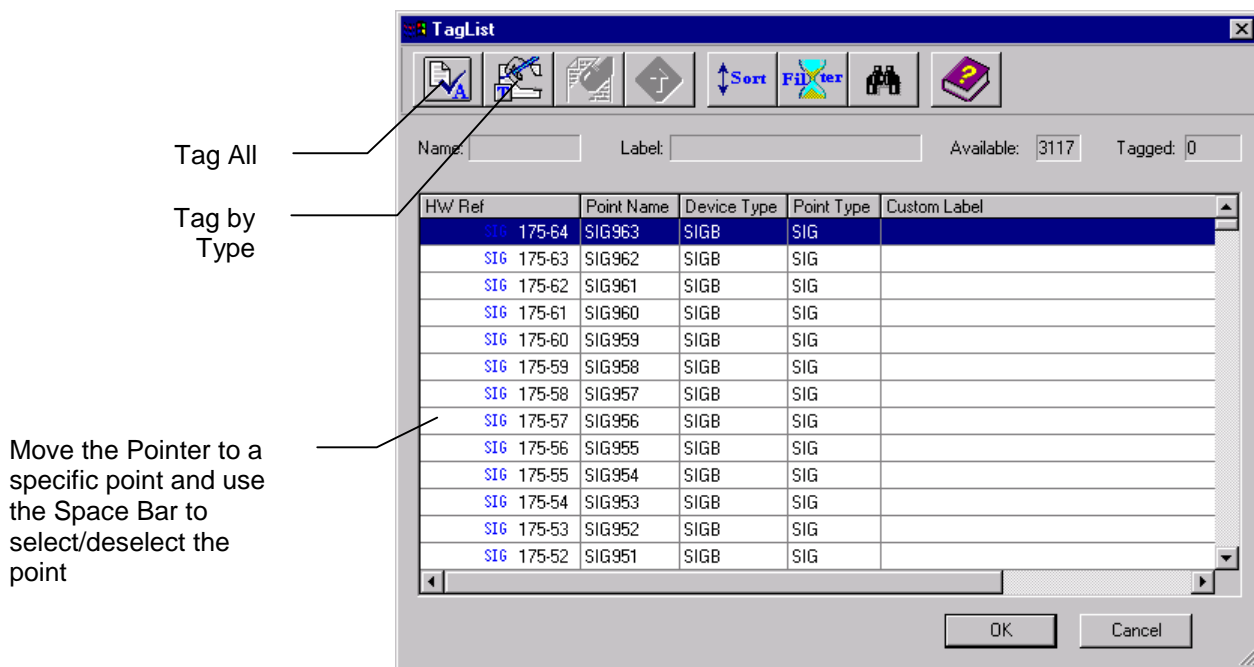 TagList
A
T
Sort
Filter
?
Name:
Label:
Available: 3117
Tagged: 0
Tag All
Tag by
Type
HW Ref Point Name Device Type Point Type Custom Label
SIG 175-64 SIG963 SIGB SIG
SIG 175-63 SIG962 SIGB SIG
SIG 175-62 SIG961 SIGB SIG
SIG 175-61 SIG960 SIGB SIG
SIG 175-60 SIG959 SIGB SIG
SIG 175-59 SIG958 SIGB SIG
SIG 175-58 SIG957 SIGB SIG
SIG 175-57 SIG956 SIGB SIG
SIG 175-56 SIG955 SIGB SIG
SIG 175-55 SIG954 SIGB SIG
SIG 175-54 SIG953 SIGB SIG
SIG 175-53 SIG952 SIGB SIG
SIG 175-52 SIG951 SIGB SIG
Move the Pointer to a
specific point and use
the Space Bar to
select/deselect the
point
OK
Cancel